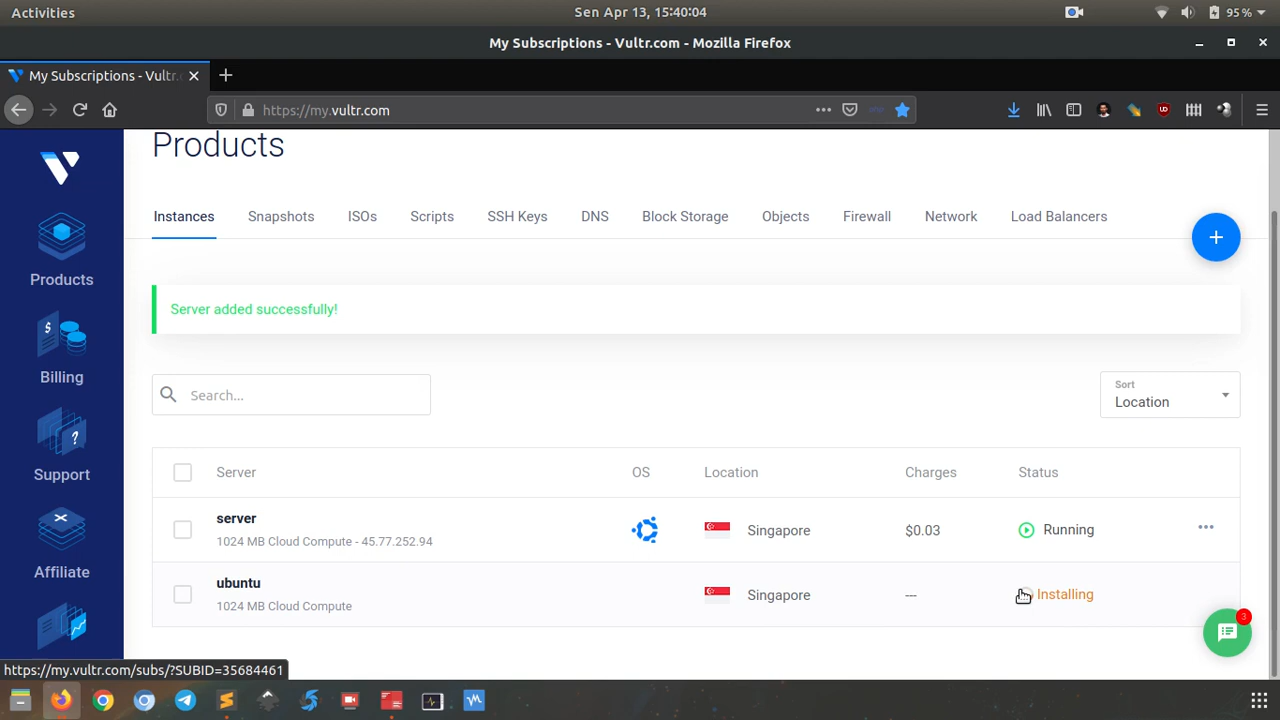 Activities
Sen Apr 13, 15:40:04
95 %
My Subscriptions - Vultr.com - Mozilla Firefox
My Subscriptions - Vultr.c
https://my.vultr.com
Products
Instances Snapshots ISOs Scripts SSH Keys DNS Block Storage Objects Firewall Network Load Balancers
+
Server added successfully!
Search...
Sort
Location
Server OS Location Charges Status
server
1024 MB Cloud Compute - 45.77.252.94
Singapore $0.03 Running
ubuntu
1024 MB Cloud Compute
Singapore --- Installing
3
Products
Billing
Support
Affiliate
https://my.vultr.com/subs/?SUBID=35684461